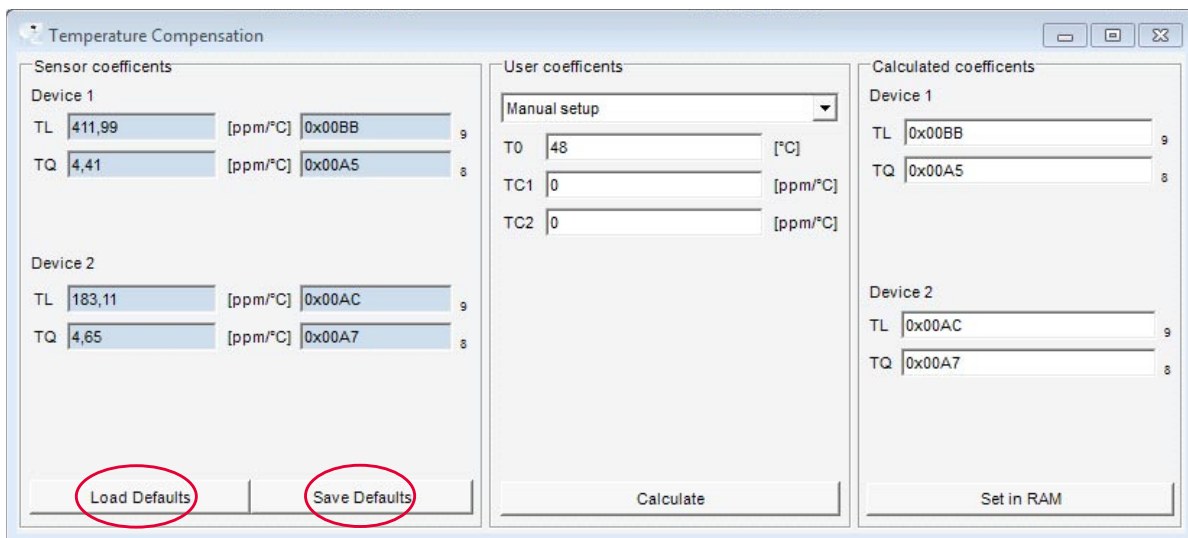 Temperature Compensation
Sensor coefficents
Device 1
TL 411,99 [ppm/°C] 0x00BB 9
TQ 4,41 [ppm/°C] 0x00A5 8
Device 2
TL 183,11 [ppm/°C] 0x00AC 9
TQ 4,65 [ppm/°C] 0x00A7 8
Load Defaults Save Defaults
User coefficents
Manual setup
T0 48 [°C]
TC1 0 [ppm/°C]
TC2 0 [ppm/°C]
Calculate
Calculated coefficents
Device 1
TL 0x00BB 9
TQ 0x00A5 8
Device 2
TL 0x00AC 9
TQ 0x00A7 8
Set in RAM